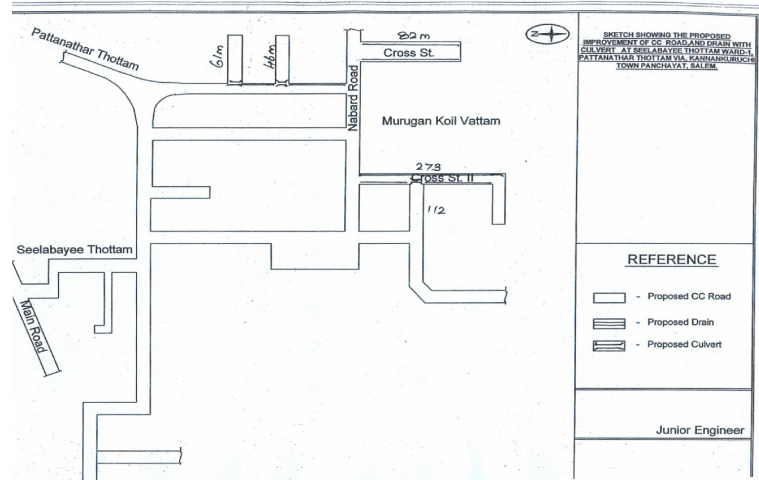 SKETCH SHOWING THE PROPOSED
IMPROVEMENT OF CC ROAD,AND DRAIN WITH
CULVERT AT SEELABAYEE THOTTAM WARD-1,
PATTANATHAR THOTTAM VIA, KANNANKURUCHI
TOWN PANCHAYAT, SALEM.
N
Pattanathar Thottam
61m
46m
82m
Cross St.
Nabard Road
Murugan Koil Vattam
273
Cross St. II
112
Seelabayee Thottam
Main Road
REFERENCE
- Proposed CC Road
- Proposed Drain
- Proposed Culvert
Junior Engineer